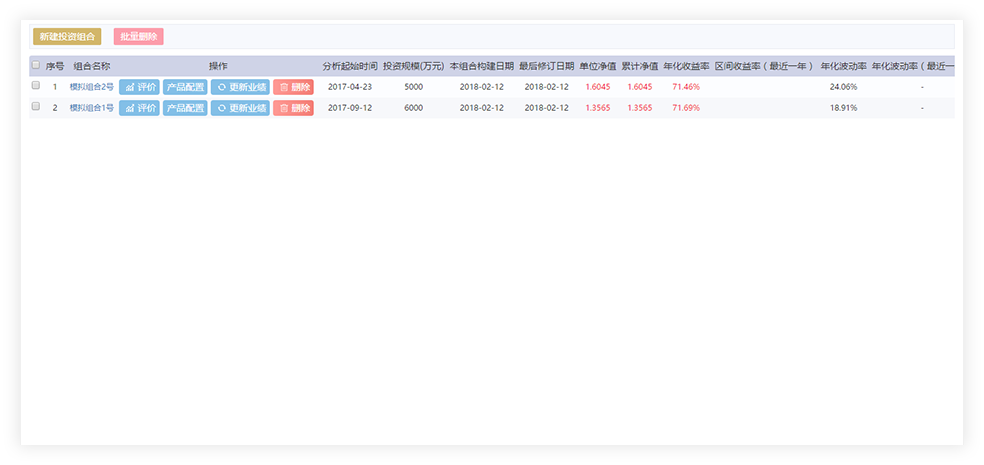 新建投资组合 批量删除
序号 组合名称 操作 分析起始时间 投资规模(万元) 本组合构建日期 最后修订日期 单位净值 累计净值 年化收益率 区间收益率（最近一年） 年化波动率 年化波动率（最近一
1 模拟组合2号 评价 产品配置 更新业绩 删除 2017-04-23 5000 2018-02-12 2018-02-12 1.6045 1.6045 71.46% 24.06% -
2 模拟组合1号 评价 产品配置 更新业绩 删除 2017-09-12 6000 2018-02-12 2018-02-12 1.3565 1.3565 71.69% 18.91% -